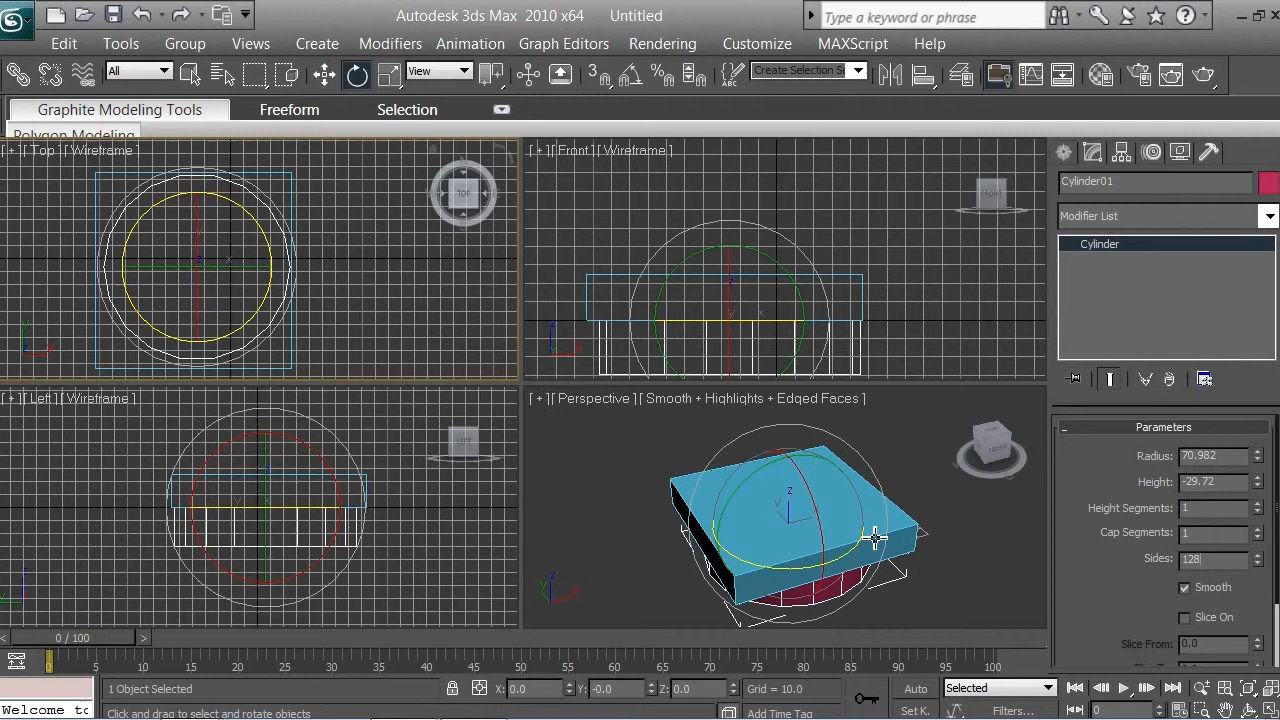 Autodesk 3ds Max 2010 x64 Untitled
Type a keyword or phrase
Edit Tools Group Views Create Modifiers Animation Graph Editors Rendering Customize MAXScript Help
All
View
Create Selection Se
Graphite Modeling Tools Freeform Selection
Polygon Modeling
[ + ] [ Top ] [ Wireframe ]
TOP
[ + ] [ Front ] [ Wireframe ]
FRONT
Cylinder01
Modifier List
Cylinder
[ + ] [ Left ] [ Wireframe ]
LEFT
[ + ] [ Perspective ] [ Smooth + Highlights + Edged Faces ]
TOP
FRONT
Parameters
Radius: 70.982
Height: -29.72
Height Segments: 1
Cap Segments: 1
Sides: 128
Smooth
Slice On
Slice From: 0.0
0 / 100
0 5 10 15 20 25 30 35 40 45 50 55 60 65 70 75 80 85 90 95 100
1 Object Selected
X: 0.0 Y: -0.0 Z: 0.0 Grid = 10.0
Auto Selected
Welcome to
Click and drag to select and rotate objects
Add Time Tag
Set K. Filters... 0